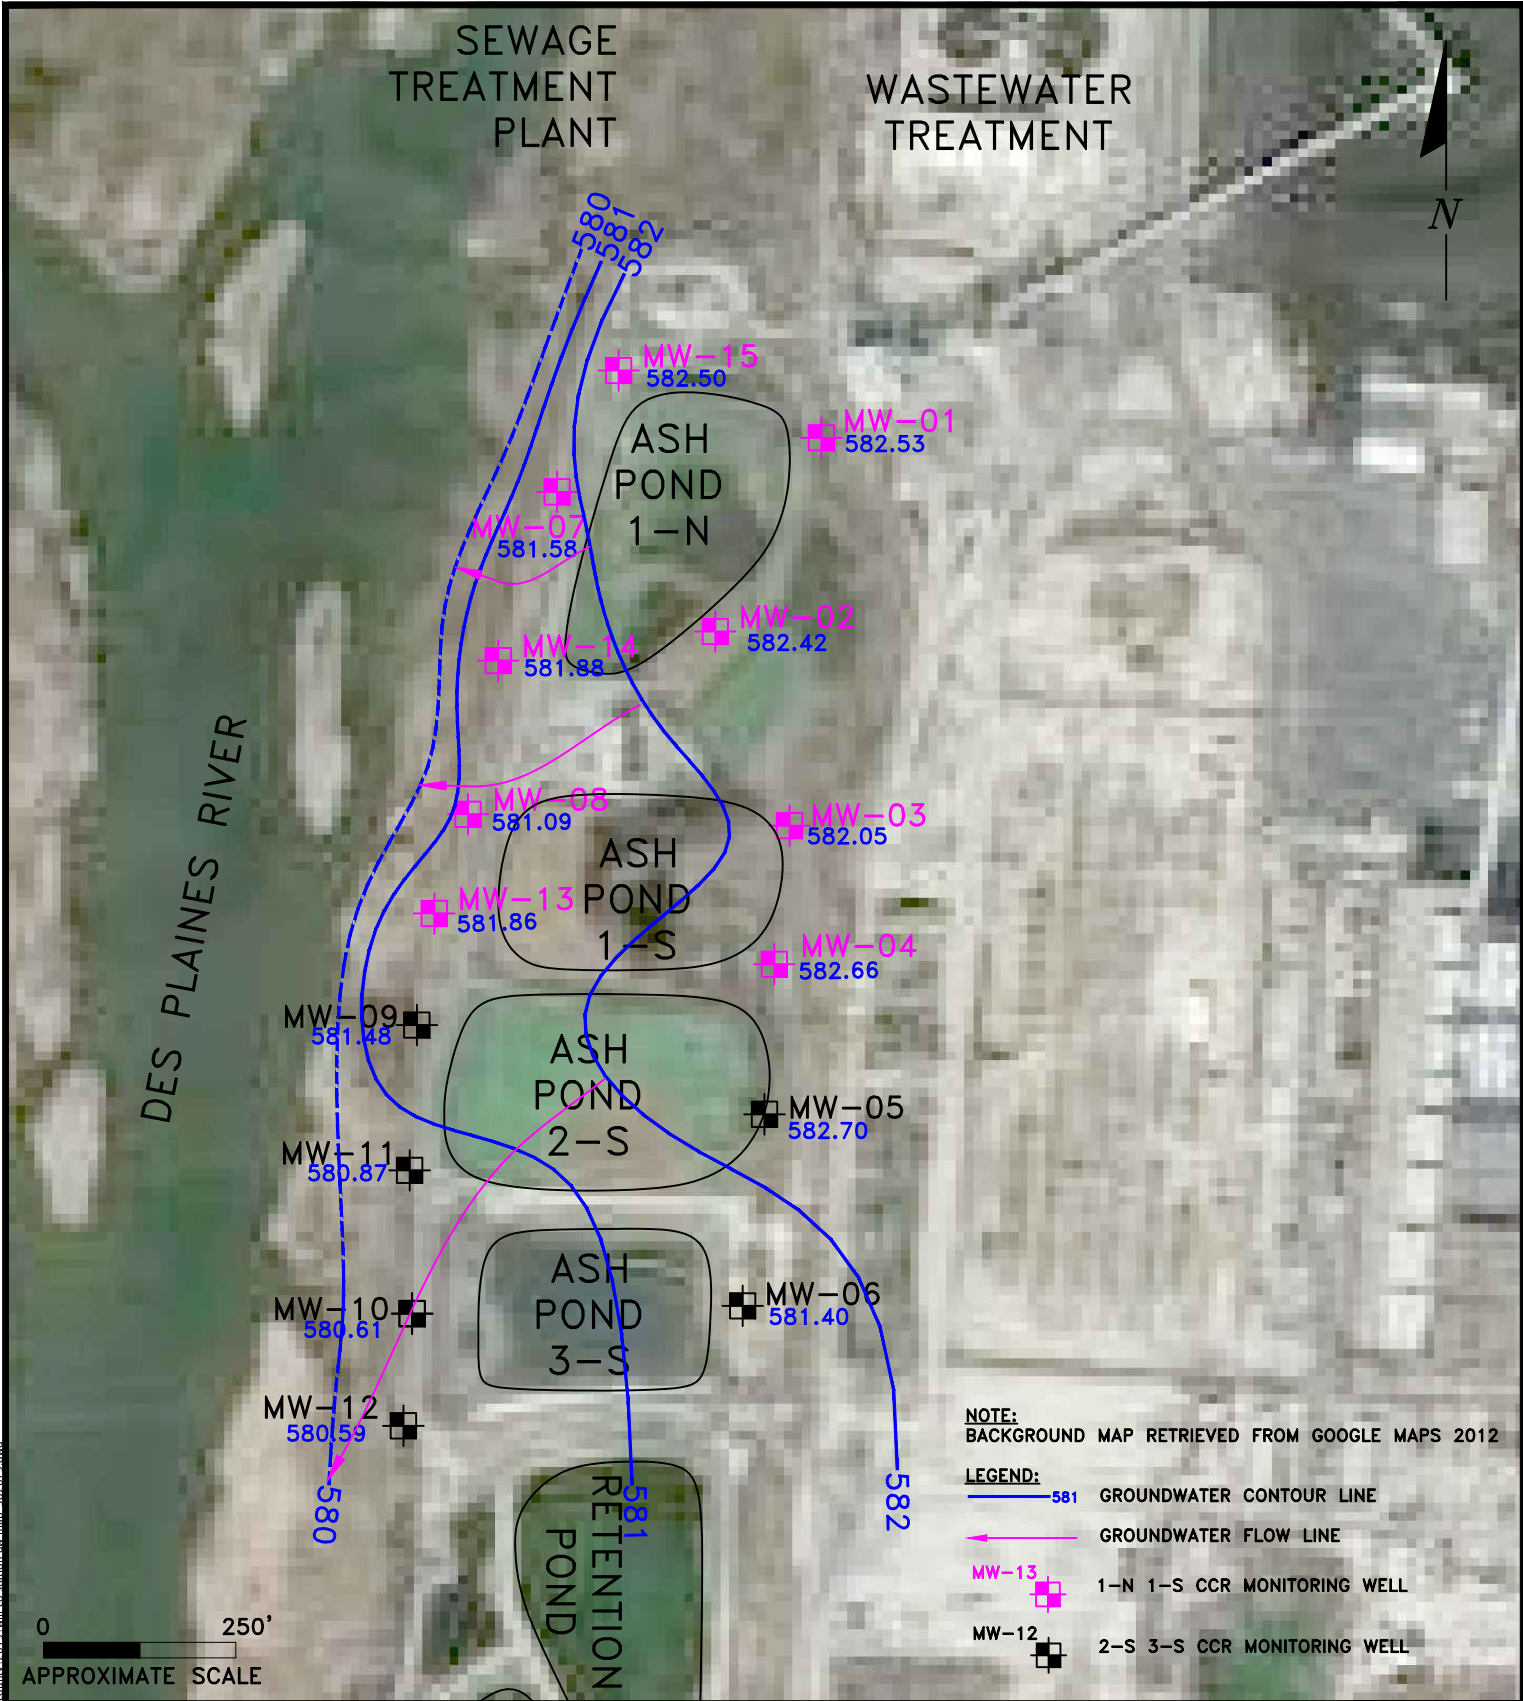 SEWAGE
TREATMENT
PLANT
WASTEWATER
TREATMENT
N
580
581
582
MW-15
582.50
MW-01
582.53
ASH
POND
1-N
MW-07
581.58
MW-02
582.42
MW-14
581.88
DES PLAINES RIVER
MW-08
581.09
MW-03
582.05
ASH
POND
1-S
MW-13
581.86
MW-04
582.66
MW-09
581.48
ASH
POND
2-S
MW-05
582.70
MW-11
580.87
MW-10
580.61
ASH
POND
3-S
MW-06
581.40
MW-12
580.59
580
581
582
RETENTION
POND
NOTE:
BACKGROUND MAP RETRIEVED FROM GOOGLE MAPS 2012
LEGEND:
581 GROUNDWATER CONTOUR LINE
GROUNDWATER FLOW LINE
MW-13 1-N 1-S CCR MONITORING WELL
MW-12 2-S 3-S CCR MONITORING WELL
0 250'
APPROXIMATE SCALE